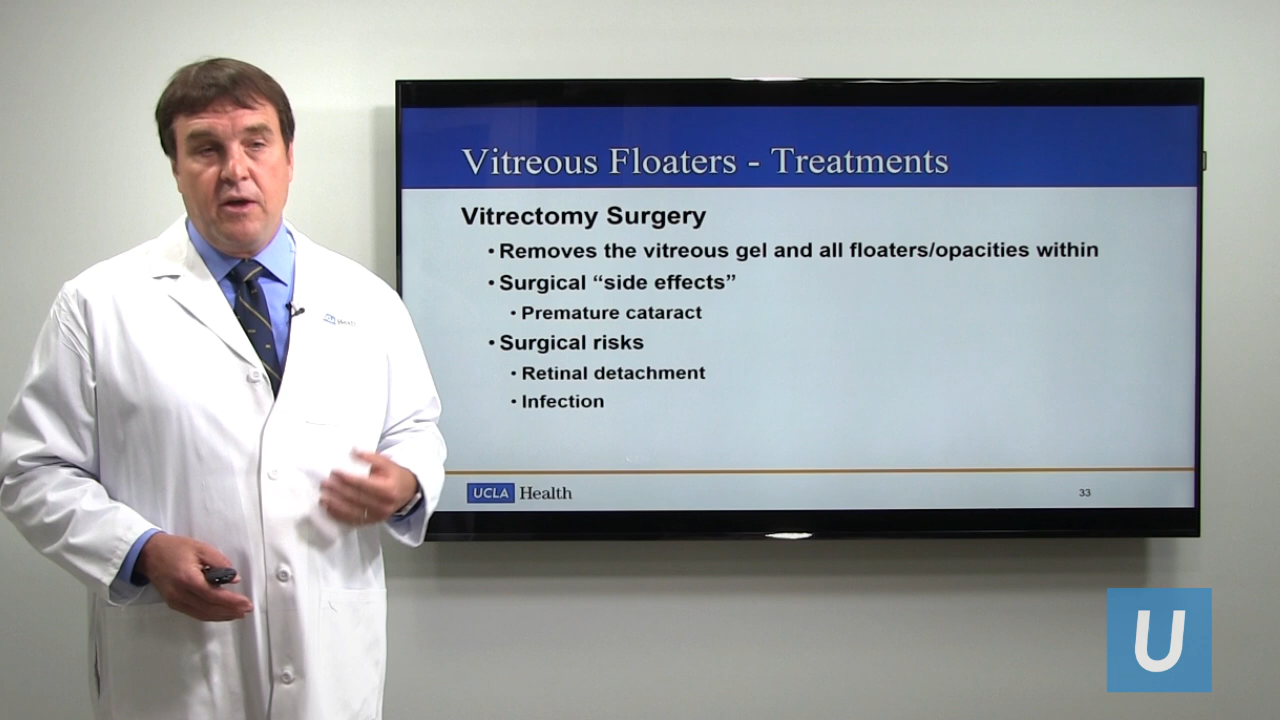 Vitreous Floaters - Treatments
Vitrectomy Surgery
• Removes the vitreous gel and all floaters/opacities within
• Surgical “side effects”
• Premature cataract
• Surgical risks
• Retinal detachment
• Infection
UCLA Health
33
U